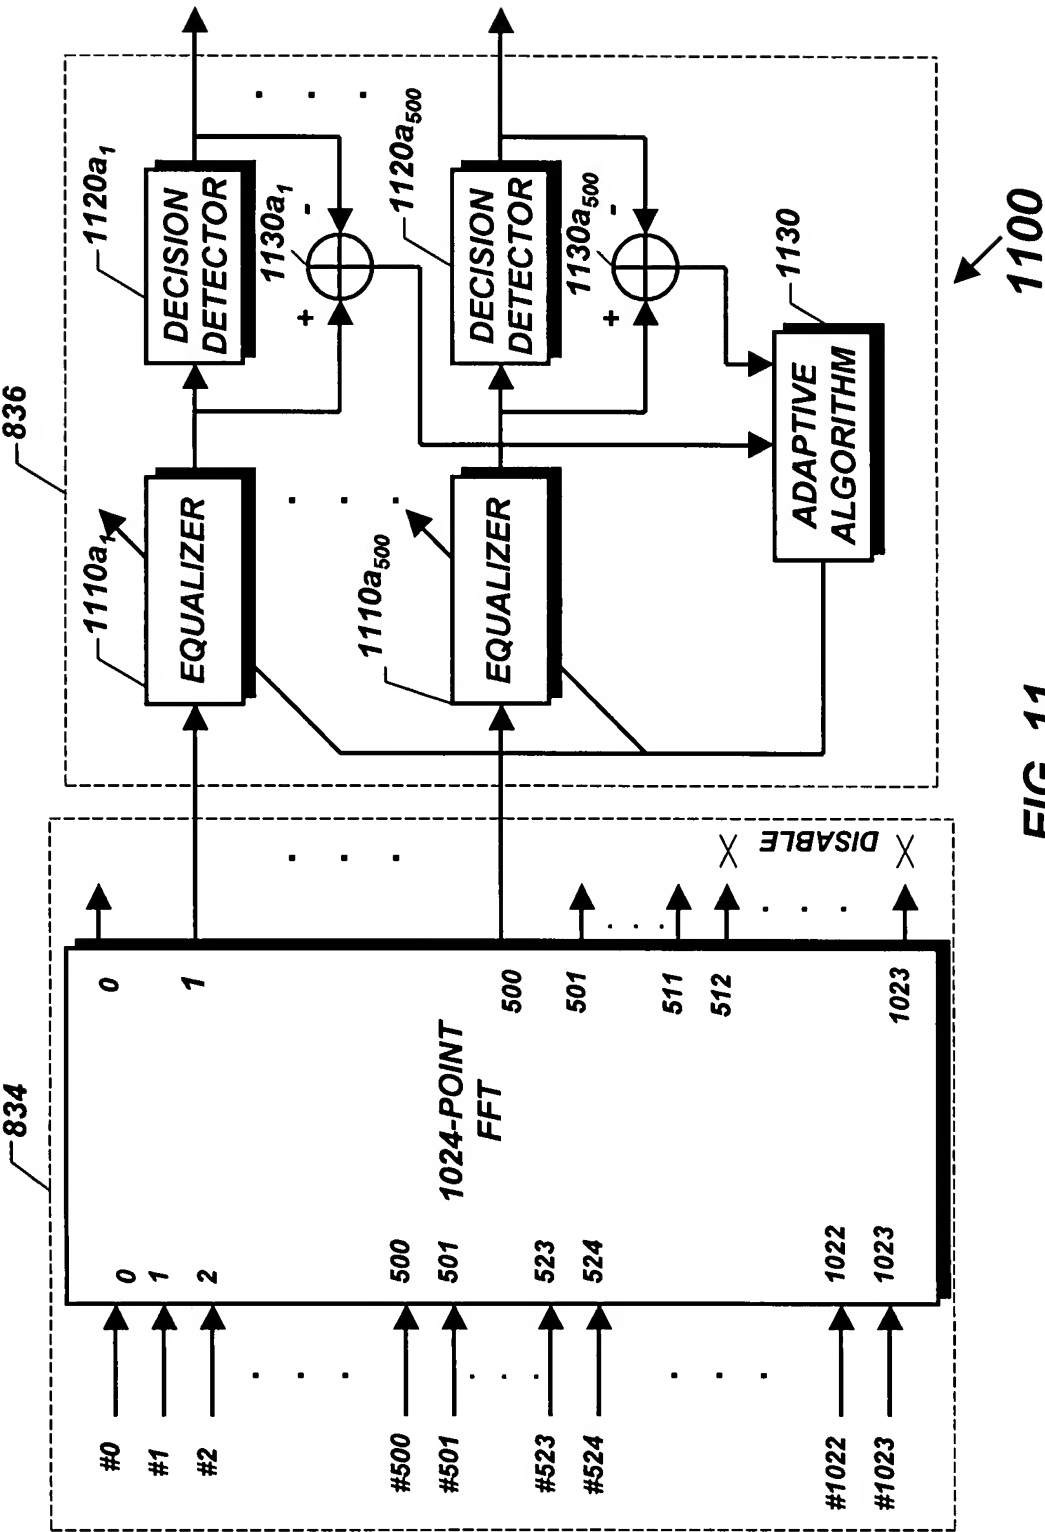 834
#0
#1
#2
#500
#501
#523
#524
#1022
#1023
0
1
2
500
501
523
524
1022
1023
1024-POINT
FFT
0
1
500
501
511
512
1023
DISABLE
836
1110a1
EQUALIZER
1110a500
EQUALIZER
1120a1
DECISION
DETECTOR
1130a1
+
-
1120a500
DECISION
DETECTOR
1130a500
+
-
1130
ADAPTIVE
ALGORITHM
1100
FIG 11